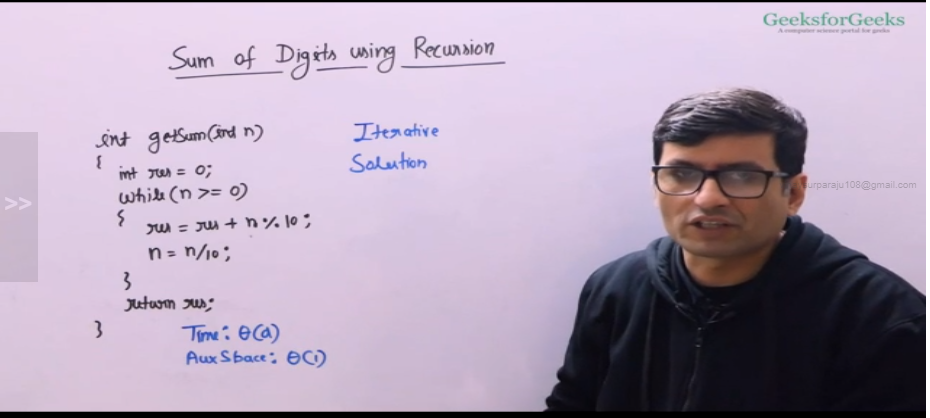 GeeksforGeeks
A computer science portal for geeks
Sum of Digits using Recursion
int getSum(int n)
{
int res = 0;
while (n >= 0)
{ res = res + n % 10;
n = n/10;
}
return res;
}
Iterative
Solution
Time: θ(d)
Aux Space: θ(1)
>>
urparaju108@gmail.com